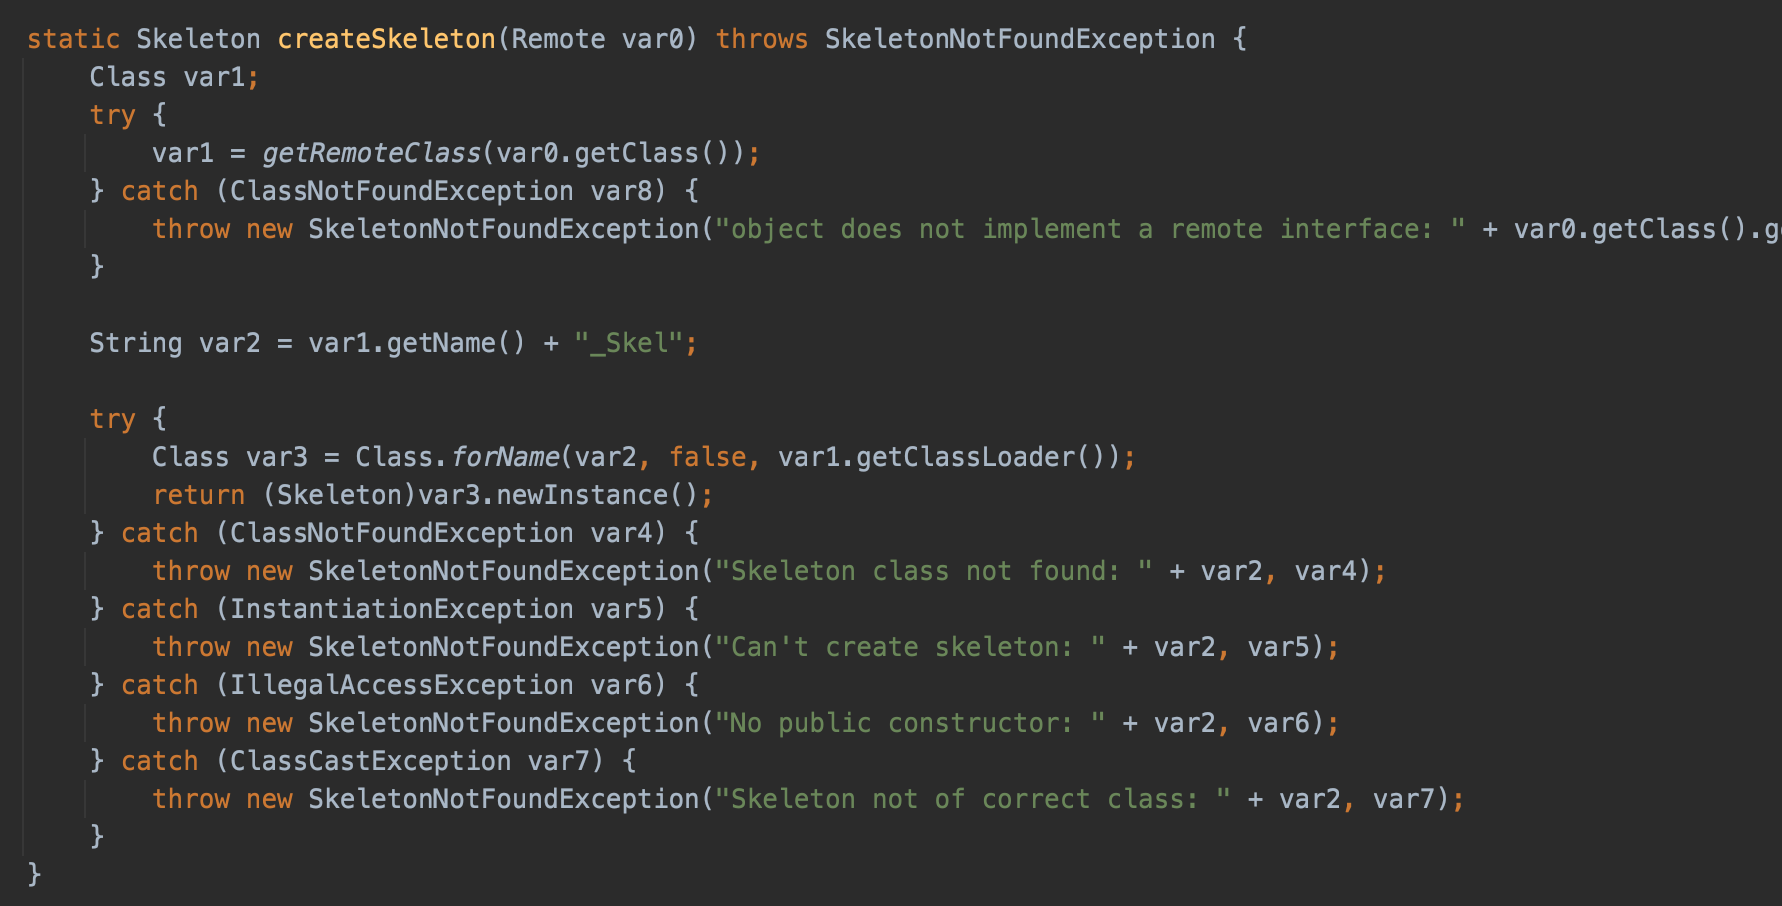 static Skeleton createSkeleton(Remote var0) throws SkeletonNotFoundException {
    Class var1;
    try {
        var1 = getRemoteClass(var0.getClass());
    } catch (ClassNotFoundException var8) {
        throw new SkeletonNotFoundException("object does not implement a remote interface: " + var0.getClass().g
    }

    String var2 = var1.getName() + "_Skel";

    try {
        Class var3 = Class.forName(var2, false, var1.getClassLoader());
        return (Skeleton)var3.newInstance();
    } catch (ClassNotFoundException var4) {
        throw new SkeletonNotFoundException("Skeleton class not found: " + var2, var4);
    } catch (InstantiationException var5) {
        throw new SkeletonNotFoundException("Can't create skeleton: " + var2, var5);
    } catch (IllegalAccessException var6) {
        throw new SkeletonNotFoundException("No public constructor: " + var2, var6);
    } catch (ClassCastException var7) {
        throw new SkeletonNotFoundException("Skeleton not of correct class: " + var2, var7);
    }
}